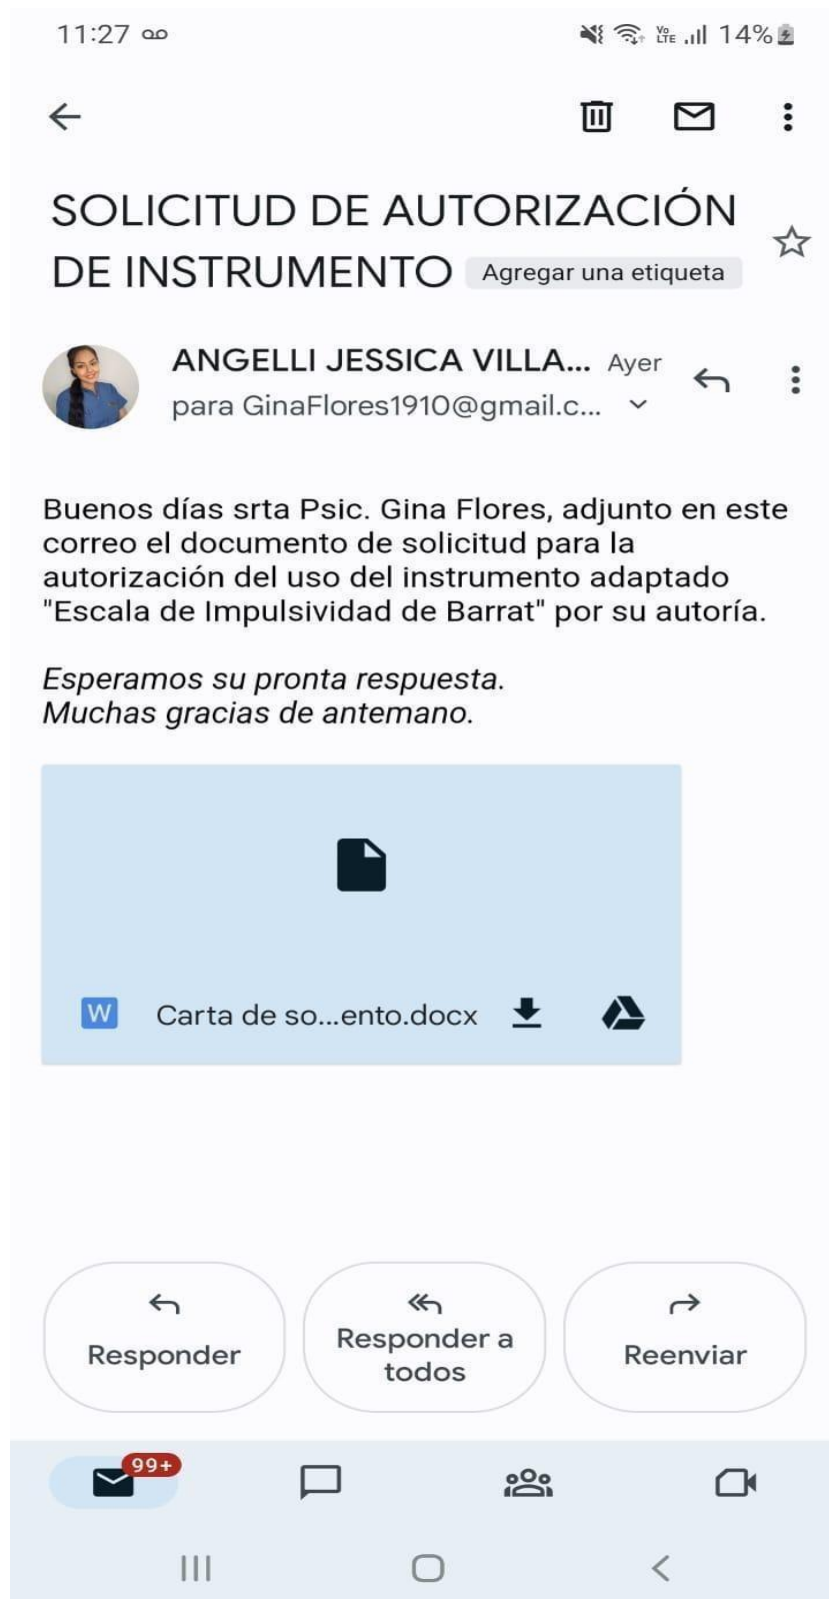 11:27
Vo LTE 14%
SOLICITUD DE AUTORIZACIÓN
DE INSTRUMENTO Agregar una etiqueta
ANGELLI JESSICA VILLA... Ayer
para GinaFlores1910@gmail.c...
Buenos días srta Psic. Gina Flores, adjunto en este
correo el documento de solicitud para la
autorización del uso del instrumento adaptado
"Escala de Impulsividad de Barrat" por su autoría.
Esperamos su pronta respuesta.
Muchas gracias de antemano.
W Carta de so...ento.docx
Responder
Responder a
todos
Reenviar
99+